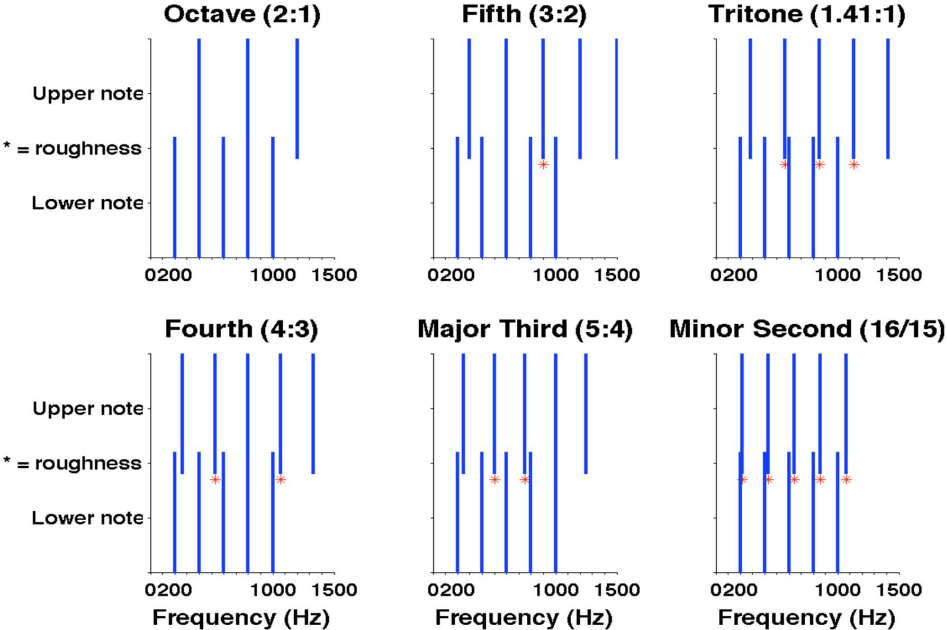 Octave (2:1)
Fifth (3:2)
Tritone (1.41:1)
Upper note
* = roughness
Lower note
0200 1000 1500
0200 1000 1500
0200 1000 1500
Fourth (4:3)
Major Third (5:4)
Minor Second (16/15)
Upper note
* = roughness
Lower note
0200 1000 1500
0200 1000 1500
0200 1000 1500
Frequency (Hz)
Frequency (Hz)
Frequency (Hz)